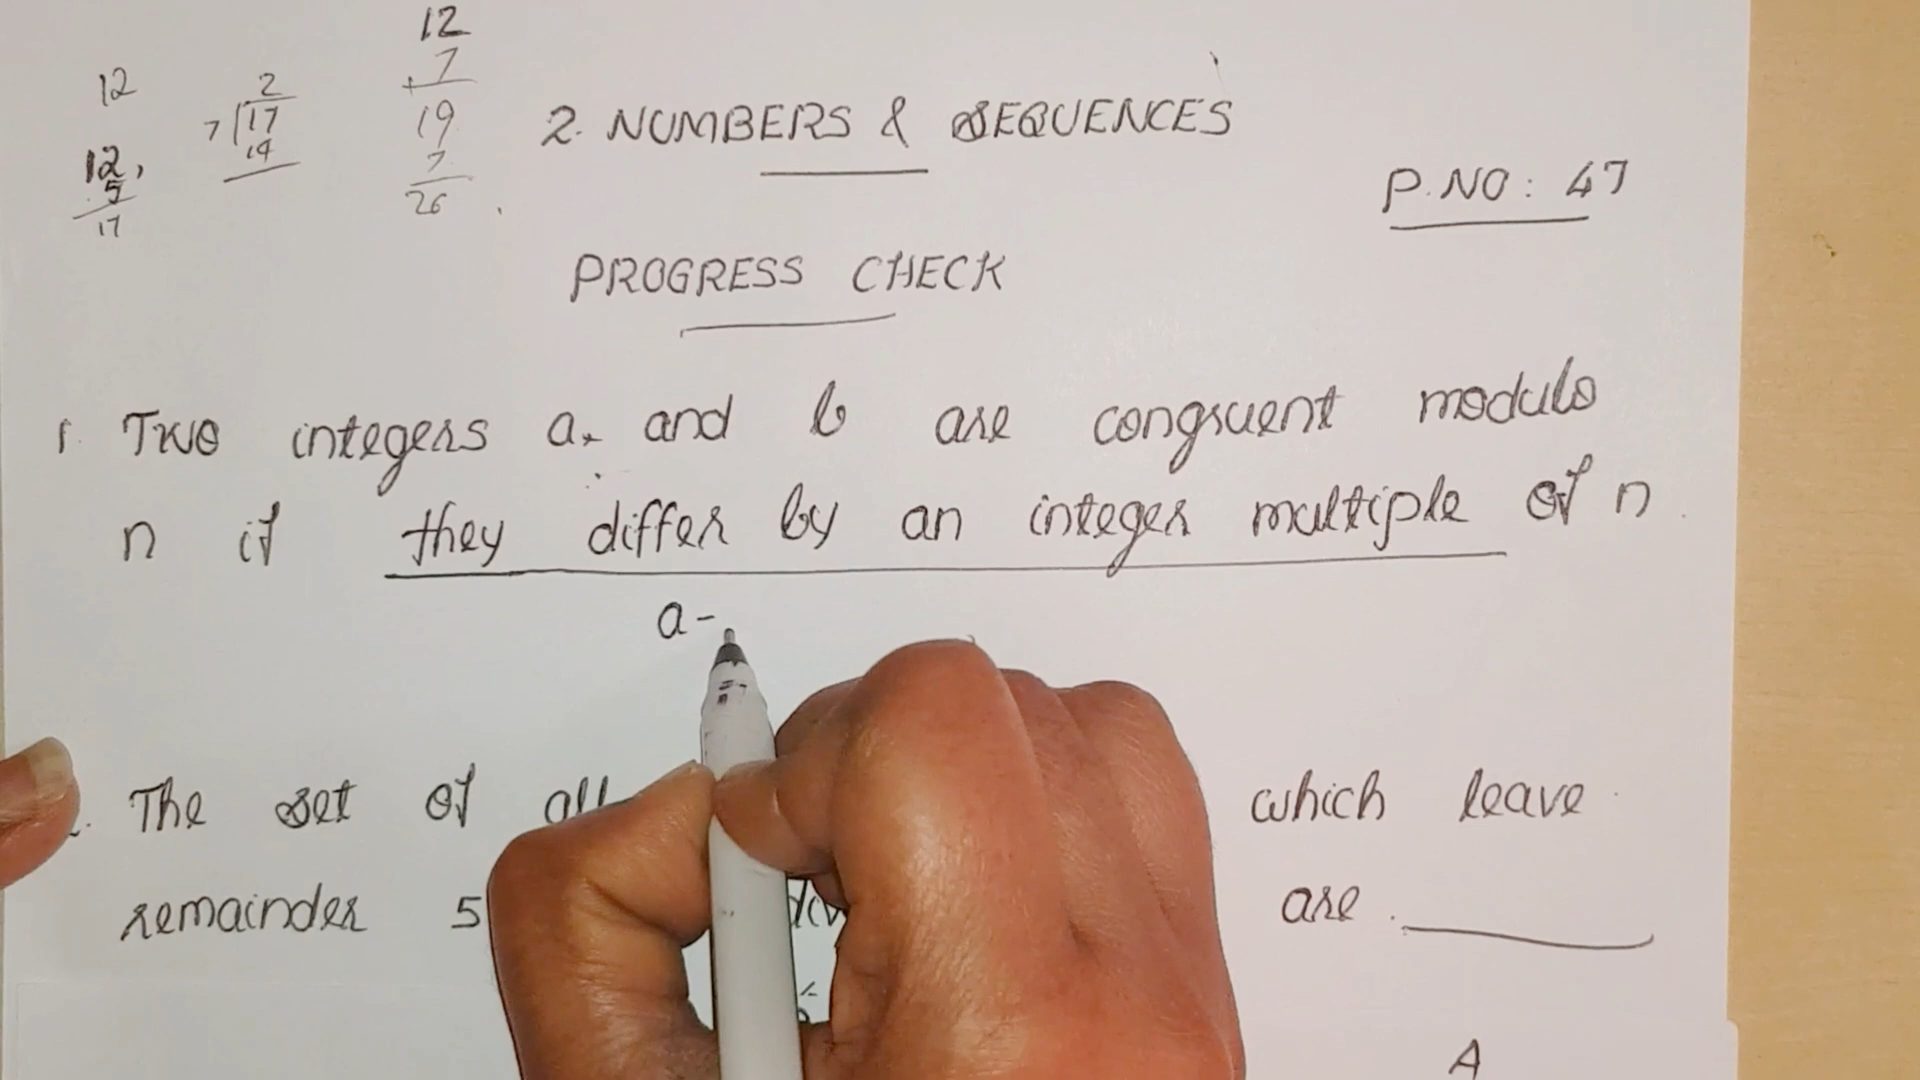 12
7
12
2
7 17
14
+
19
7
26
12,
5
17
2. NUMBERS & SEQUENCES
P.NO: 47
PROGRESS CHECK
1. Two integers a, and b are congruent modulo
n if they differ by an integer multiple of n.
a-
The set of all which leave
remainder 5 are
A